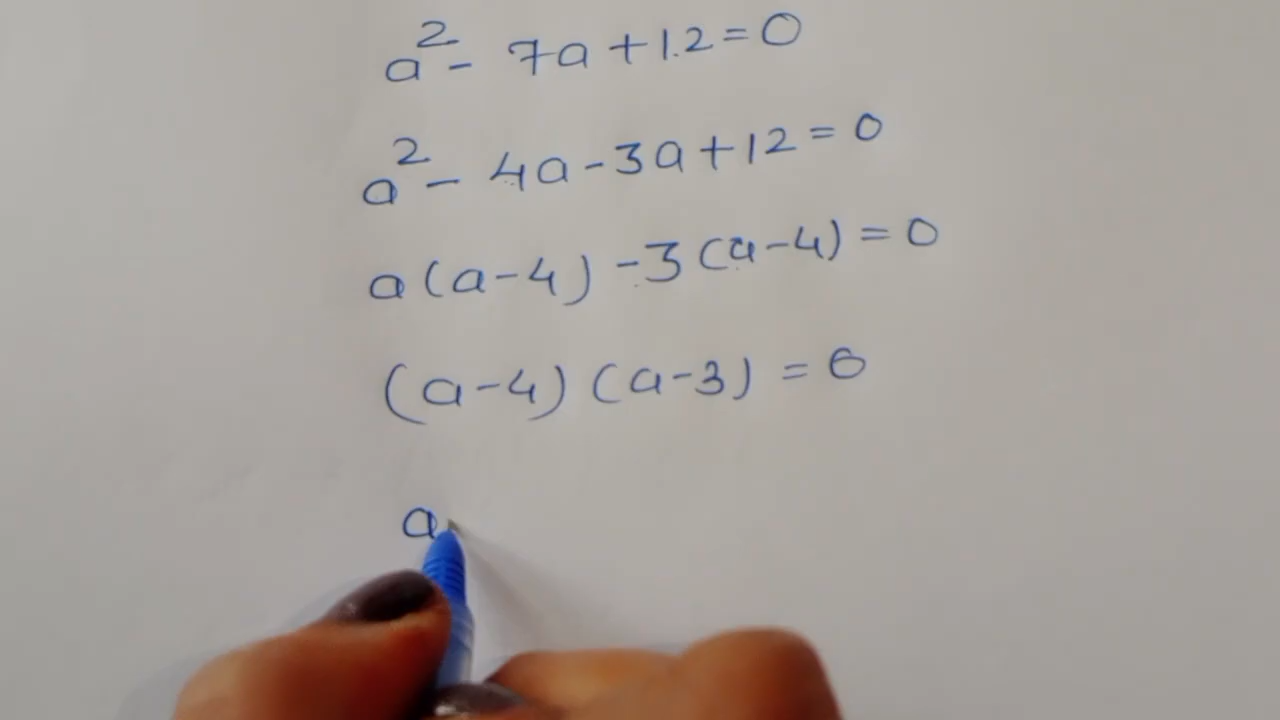 a² - 7a + 12 = 0
a² - 4a - 3a + 12 = 0
a(a-4) - 3(a-4) = 0
(a-4)(a-3) = 0
a